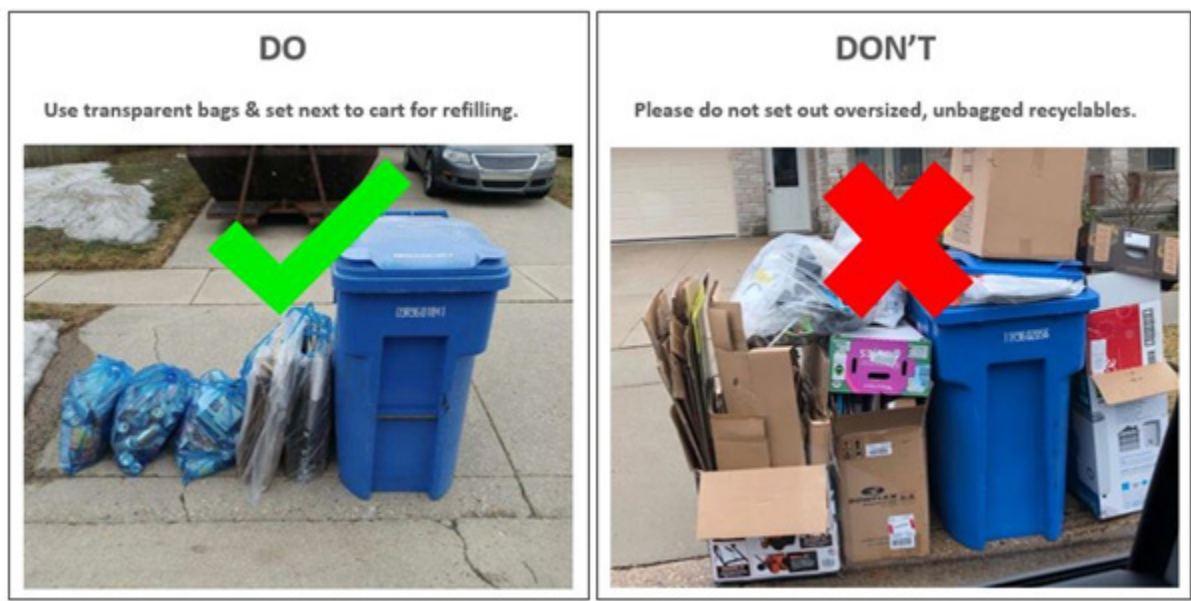 DO
Use transparent bags & set next to cart for refilling.
DON'T
Please do not set out oversized, unbagged recyclables.
BOWFLEX